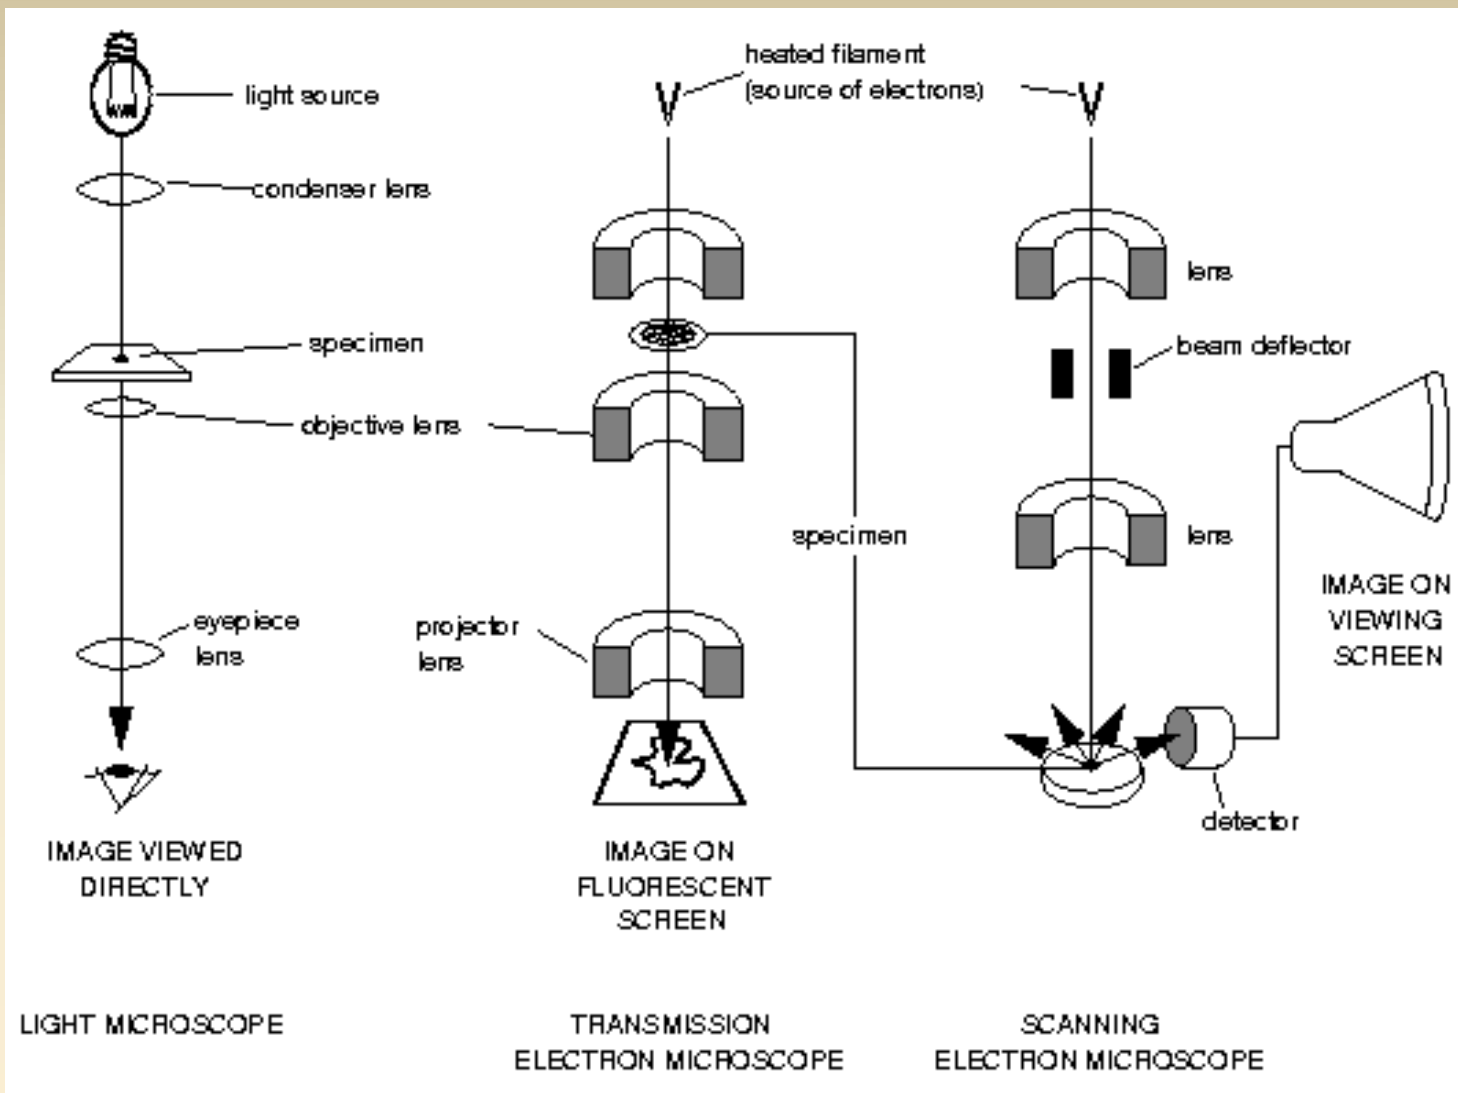 light source
condenser lens
specimen
objective lens
eyepiece
lens
IMAGE VIEWED
DIRECTLY
LIGHT MICROSCOPE
heated filament
(source of electrons)
projector
lens
specimen
IMAGE ON
FLUORESCENT
SCREEN
TRANSMISSION
ELECTRON MICROSCOPE
lens
beam deflector
lens
detector
IMAGE ON
VIEWING
SCREEN
SCANNING
ELECTRON MICROSCOPE